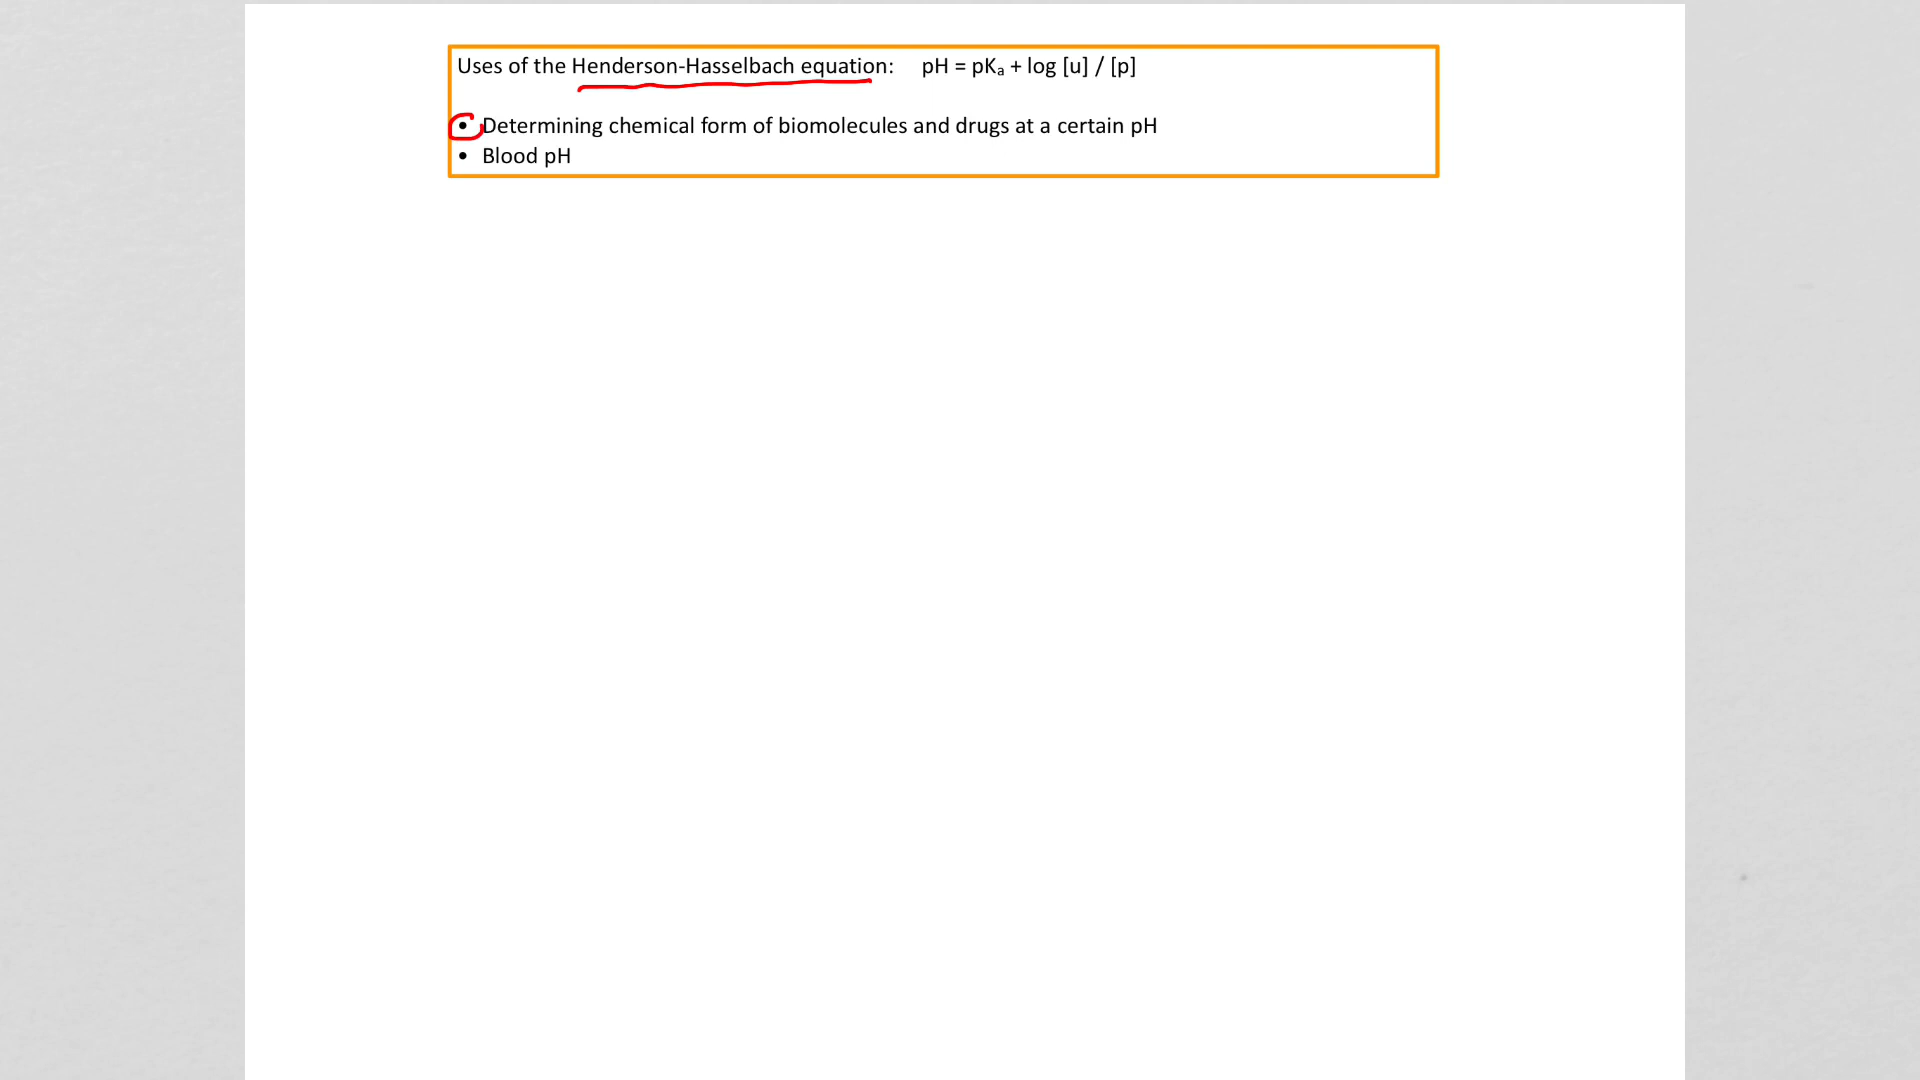 Uses of the Henderson-Hasselbach equation: pH = pKₐ + log [u] / [p]
• Determining chemical form of biomolecules and drugs at a certain pH
• Blood pH